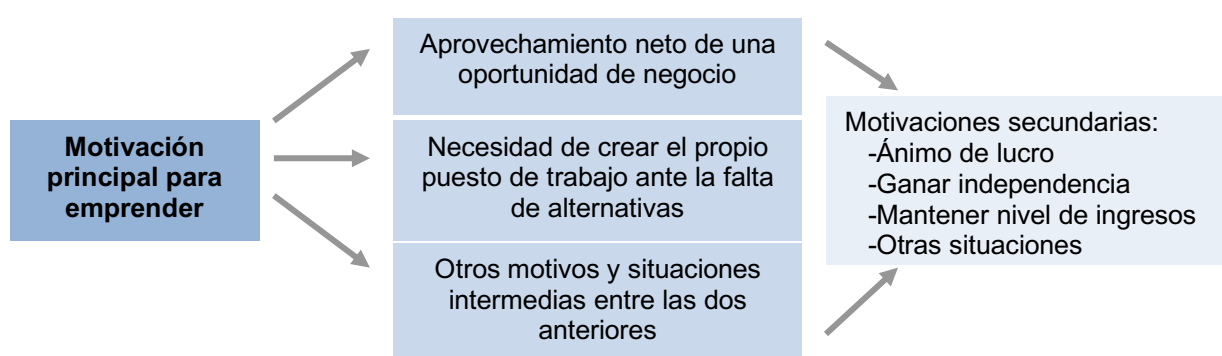 Motivación
principal para
emprender
Aprovechamiento neto de una
oportunidad de negocio
Necesidad de crear el propio
puesto de trabajo ante la falta
de alternativas
Otros motivos y situaciones
intermedias entre las dos
anteriores
Motivaciones secundarias:
-Ánimo de lucro
-Ganar independencia
-Mantener nivel de ingresos
-Otras situaciones